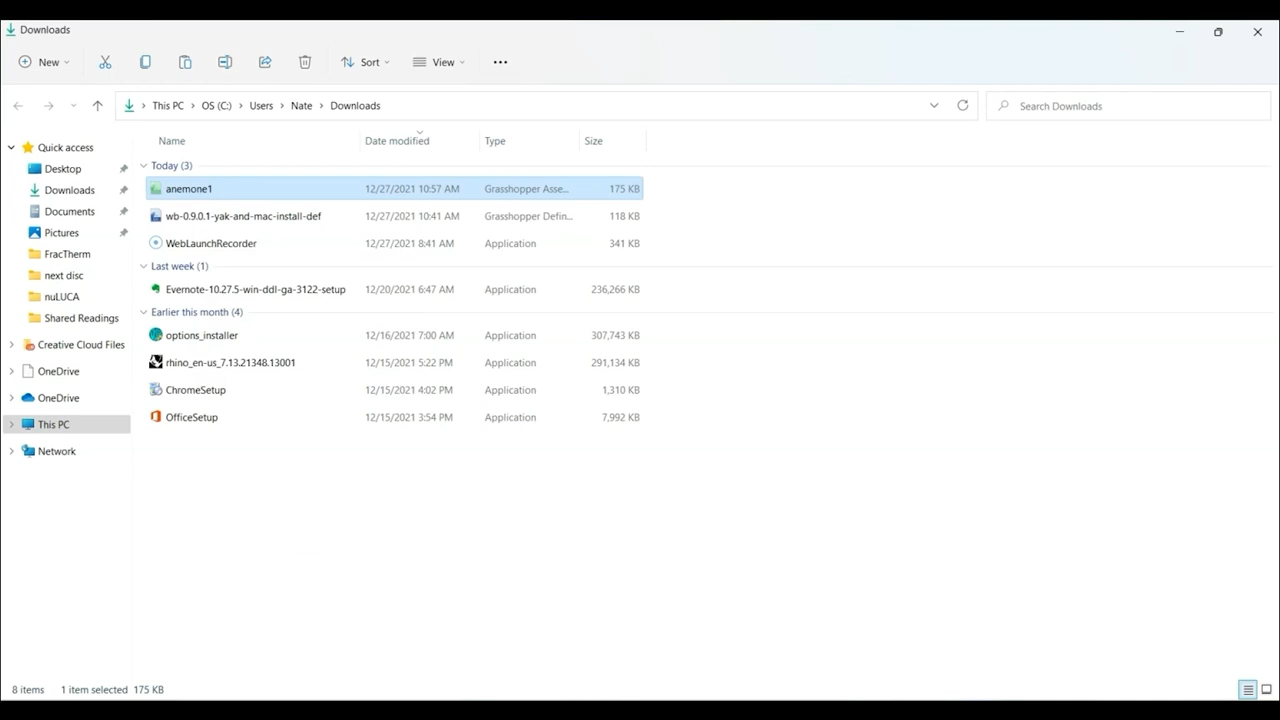 Downloads
New Sort View
This PC › OS (C:) › Users › Nate › Downloads
Search Downloads
Quick access
Desktop
Downloads
Documents
Pictures
FracTherm
next disc
nuLUCA
Shared Readings
Creative Cloud Files
OneDrive
OneDrive
This PC
Network
Name Date modified Type Size
Today (3)
anemone1 12/27/2021 10:57 AM Grasshopper Asse... 175 KB
wb-0.9.0.1-yak-and-mac-install-def 12/27/2021 10:41 AM Grasshopper Defin... 118 KB
WebLaunchRecorder 12/27/2021 8:41 AM Application 341 KB
Last week (1)
Evernote-10.27.5-win-ddl-ga-3122-setup 12/20/2021 6:47 AM Application 236,266 KB
Earlier this month (4)
options_installer 12/16/2021 7:00 AM Application 307,743 KB
rhino_en-us_7.13.21348.13001 12/15/2021 5:22 PM Application 291,134 KB
ChromeSetup 12/15/2021 4:02 PM Application 1,310 KB
OfficeSetup 12/15/2021 3:54 PM Application 7,992 KB
8 items 1 item selected 175 KB